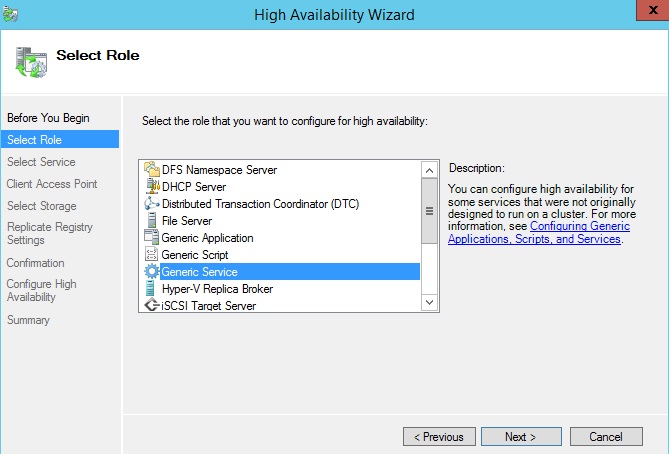 High Availability Wizard
x
Select Role
Before You Begin
Select Role
Select Service
Client Access Point
Select Storage
Replicate Registry
Settings
Confirmation
Configure High
Availability
Summary
Select the role that you want to configure for high availability:
DFS Namespace Server
DHCP Server
Distributed Transaction Coordinator (DTC)
File Server
Generic Application
Generic Script
Generic Service
Hyper-V Replica Broker
iSCSI Target Server
Description:
You can configure high availability for
some services that were not originally
designed to run on a cluster. For more
information, see Configuring Generic
Applications, Scripts, and Services.
< Previous
Next >
Cancel